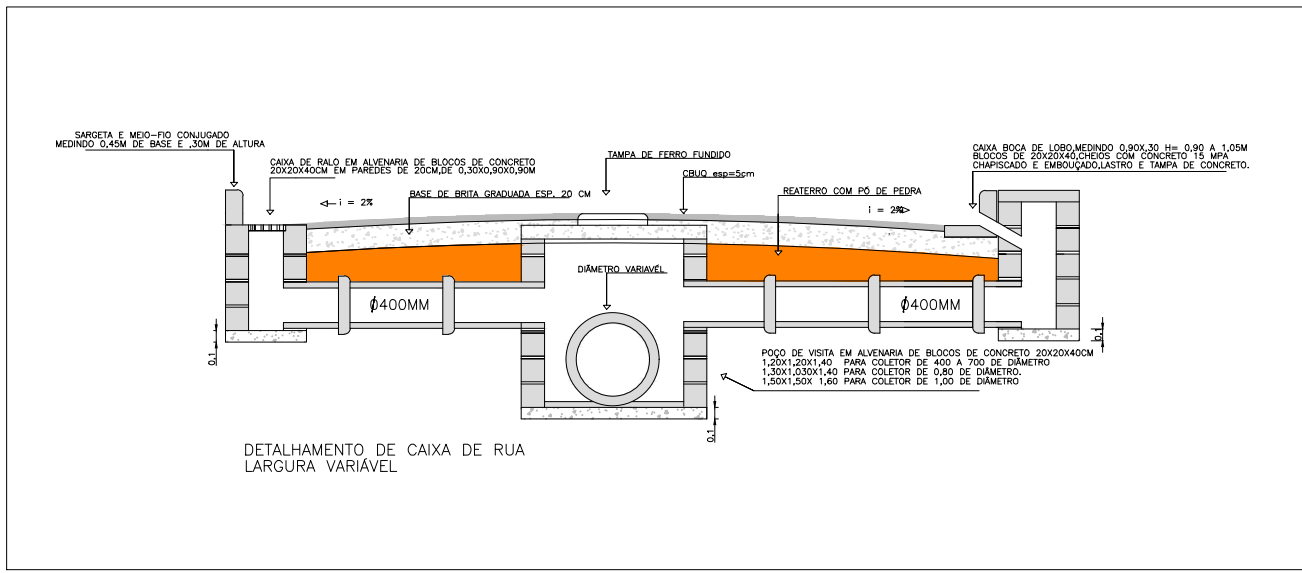 SARGETA E MEIO-FIO CONJUGADO
MEDINDO 0,45M DE BASE E ,30M DE ALTURA
CAIXA DE RALO EM ALVENARIA DE BLOCOS DE CONCRETO
20X20X40CM EM PAREDES DE 20CM,DE 0,30X0,90X0,90M
TAMPA DE FERRO FUNDIDO
CAIXA BOCA DE LOBO,MEDINDO 0,90X,30 H= 0,90 A 1,05M
BLOCOS DE 20X20X40,CHEIOS COM CONCRETO 15 MPA
CHAPISCADO E EMBOUÇADO,LASTRO E TAMPA DE CONCRETO.
CBUQ esp=5cm
BASE DE BRITA GRADUADA ESP. 20 CM
REATERRO COM PÓ DE PEDRA
i = 2%
i = 2%
DIÂMETRO VARIAVÉL
Ø400MM
Ø400MM
0,1
0,1
POÇO DE VISITA EM ALVENARIA DE BLOCOS DE CONCRETO 20X20X40CM
1,20X1,20X1,40 PARA COLETOR DE 400 A 700 DE DIÂMETRO
1,30X1,030X1,40 PARA COLETOR DE 0,80 DE DIÂMETRO.
1,50X1,50X 1,60 PARA COLETOR DE 1,00 DE DIÂMETRO
0,1
DETALHAMENTO DE CAIXA DE RUA
LARGURA VARIÁVEL